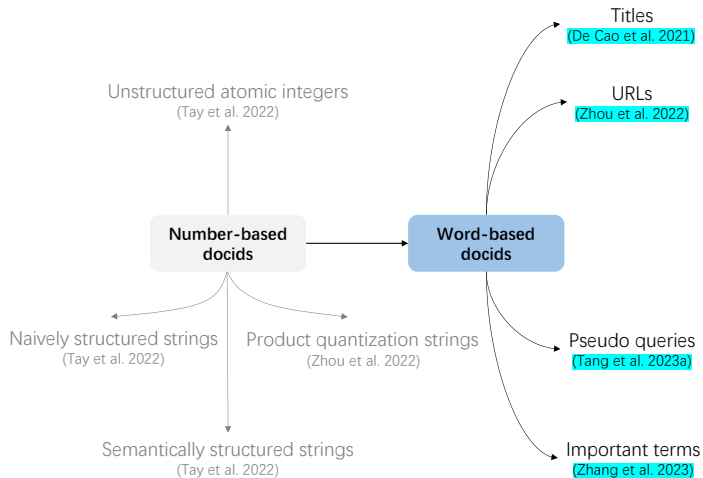 Titles
(De Cao et al. 2021)
Unstructured atomic integers
(Tay et al. 2022)
URLs
(Zhou et al. 2022)
Number-based
docids
Word-based
docids
Naively structured strings
(Tay et al. 2022)
Product quantization strings
(Zhou et al. 2022)
Pseudo queries
(Tang et al. 2023a)
Semantically structured strings
(Tay et al. 2022)
Important terms
(Zhang et al. 2023)